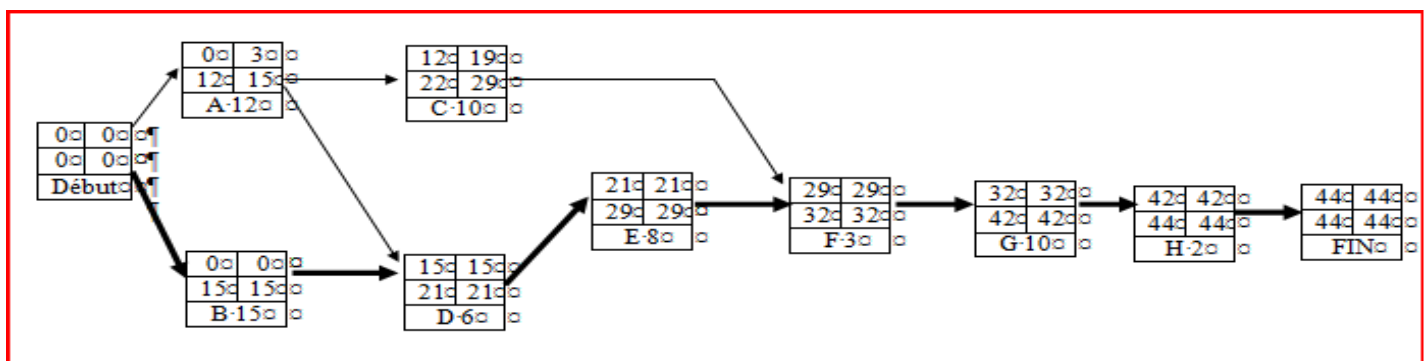 0¤ 0¤ ¤¶
0¤ 0¤ ¤¶
Début¤ ¤¶
0¤ 3¤ ¤
12¤ 15¤ ¤
A·12¤ ¤
12¤ 19¤ ¤
22¤ 29¤ ¤
C·10¤ ¤
0¤ 0¤ ¤
15¤ 15¤ ¤
B·15¤ ¤
15¤ 15¤ ¤
21¤ 21¤ ¤
D·6¤ ¤
21¤ 21¤ ¤
29¤ 29¤ ¤
E·8¤ ¤
29¤ 29¤ ¤
32¤ 32¤ ¤
F·3¤ ¤
32¤ 32¤ ¤
42¤ 42¤ ¤
G·10¤ ¤
42¤ 42¤ ¤
44¤ 44¤ ¤
H·2¤ ¤
44¤ 44¤ ¤
44¤ 44¤ ¤
FIN¤ ¤